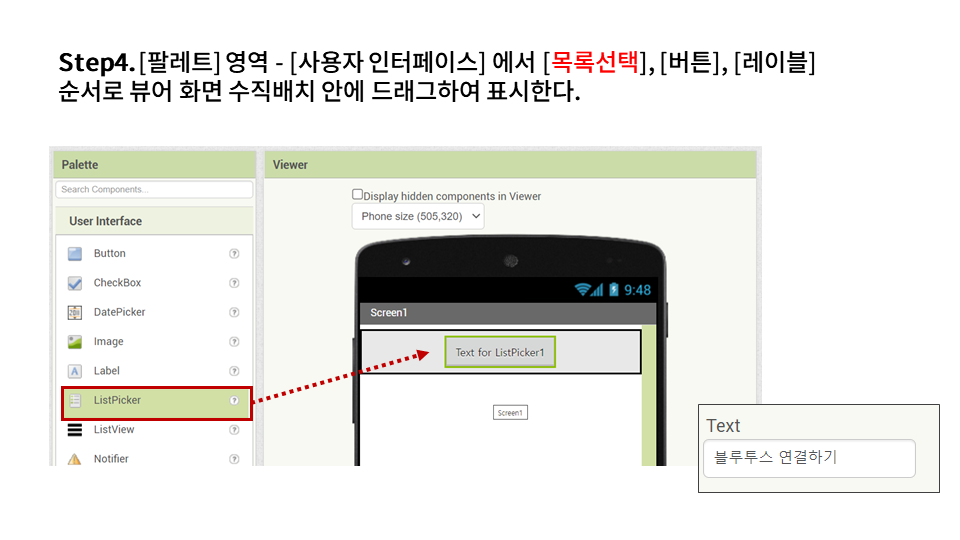 Step4. [팔레트] 영역 - [사용자 인터페이스] 에서 [목록선택], [버튼], [레이블]
순서로 뷰어 화면 수직배치 안에 드래그하여 표시한다.
Palette
Search Components...
User Interface
Button
CheckBox
DatePicker
Image
Label
ListPicker
ListView
Notifier
Viewer
Display hidden components in Viewer
Phone size (505,320)
9:48
Screen1
Text for ListPicker1
Screen1
Text
블루투스 연결하기